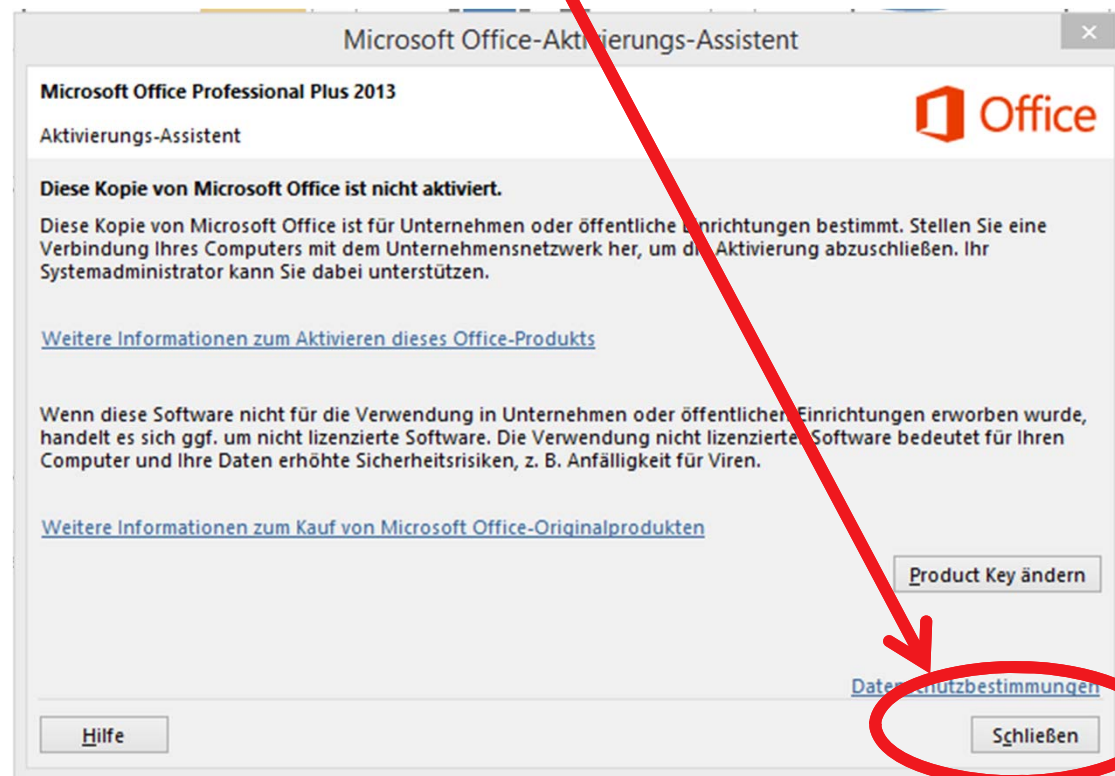 Microsoft Office-Aktivierungs-Assistent
Microsoft Office Professional Plus 2013
Office
Aktivierungs-Assistent
Diese Kopie von Microsoft Office ist nicht aktiviert.
Diese Kopie von Microsoft Office ist für Unternehmen oder öffentliche Einrichtungen bestimmt. Stellen Sie eine
Verbindung Ihres Computers mit dem Unternehmensnetzwerk her, um die Aktivierung abzuschließen. Ihr
Systemadministrator kann Sie dabei unterstützen.
Weitere Informationen zum Aktivieren dieses Office-Produkts
Wenn diese Software nicht für die Verwendung in Unternehmen oder öffentlichen Einrichtungen erworben wurde,
handelt es sich ggf. um nicht lizenzierte Software. Die Verwendung nicht lizenzierter Software bedeutet für Ihren
Computer und Ihre Daten erhöhte Sicherheitsrisiken, z. B. Anfälligkeit für Viren.
Weitere Informationen zum Kauf von Microsoft Office-Originalprodukten
Product Key ändern
Datenschutzbestimmungen
Hilfe
Schließen